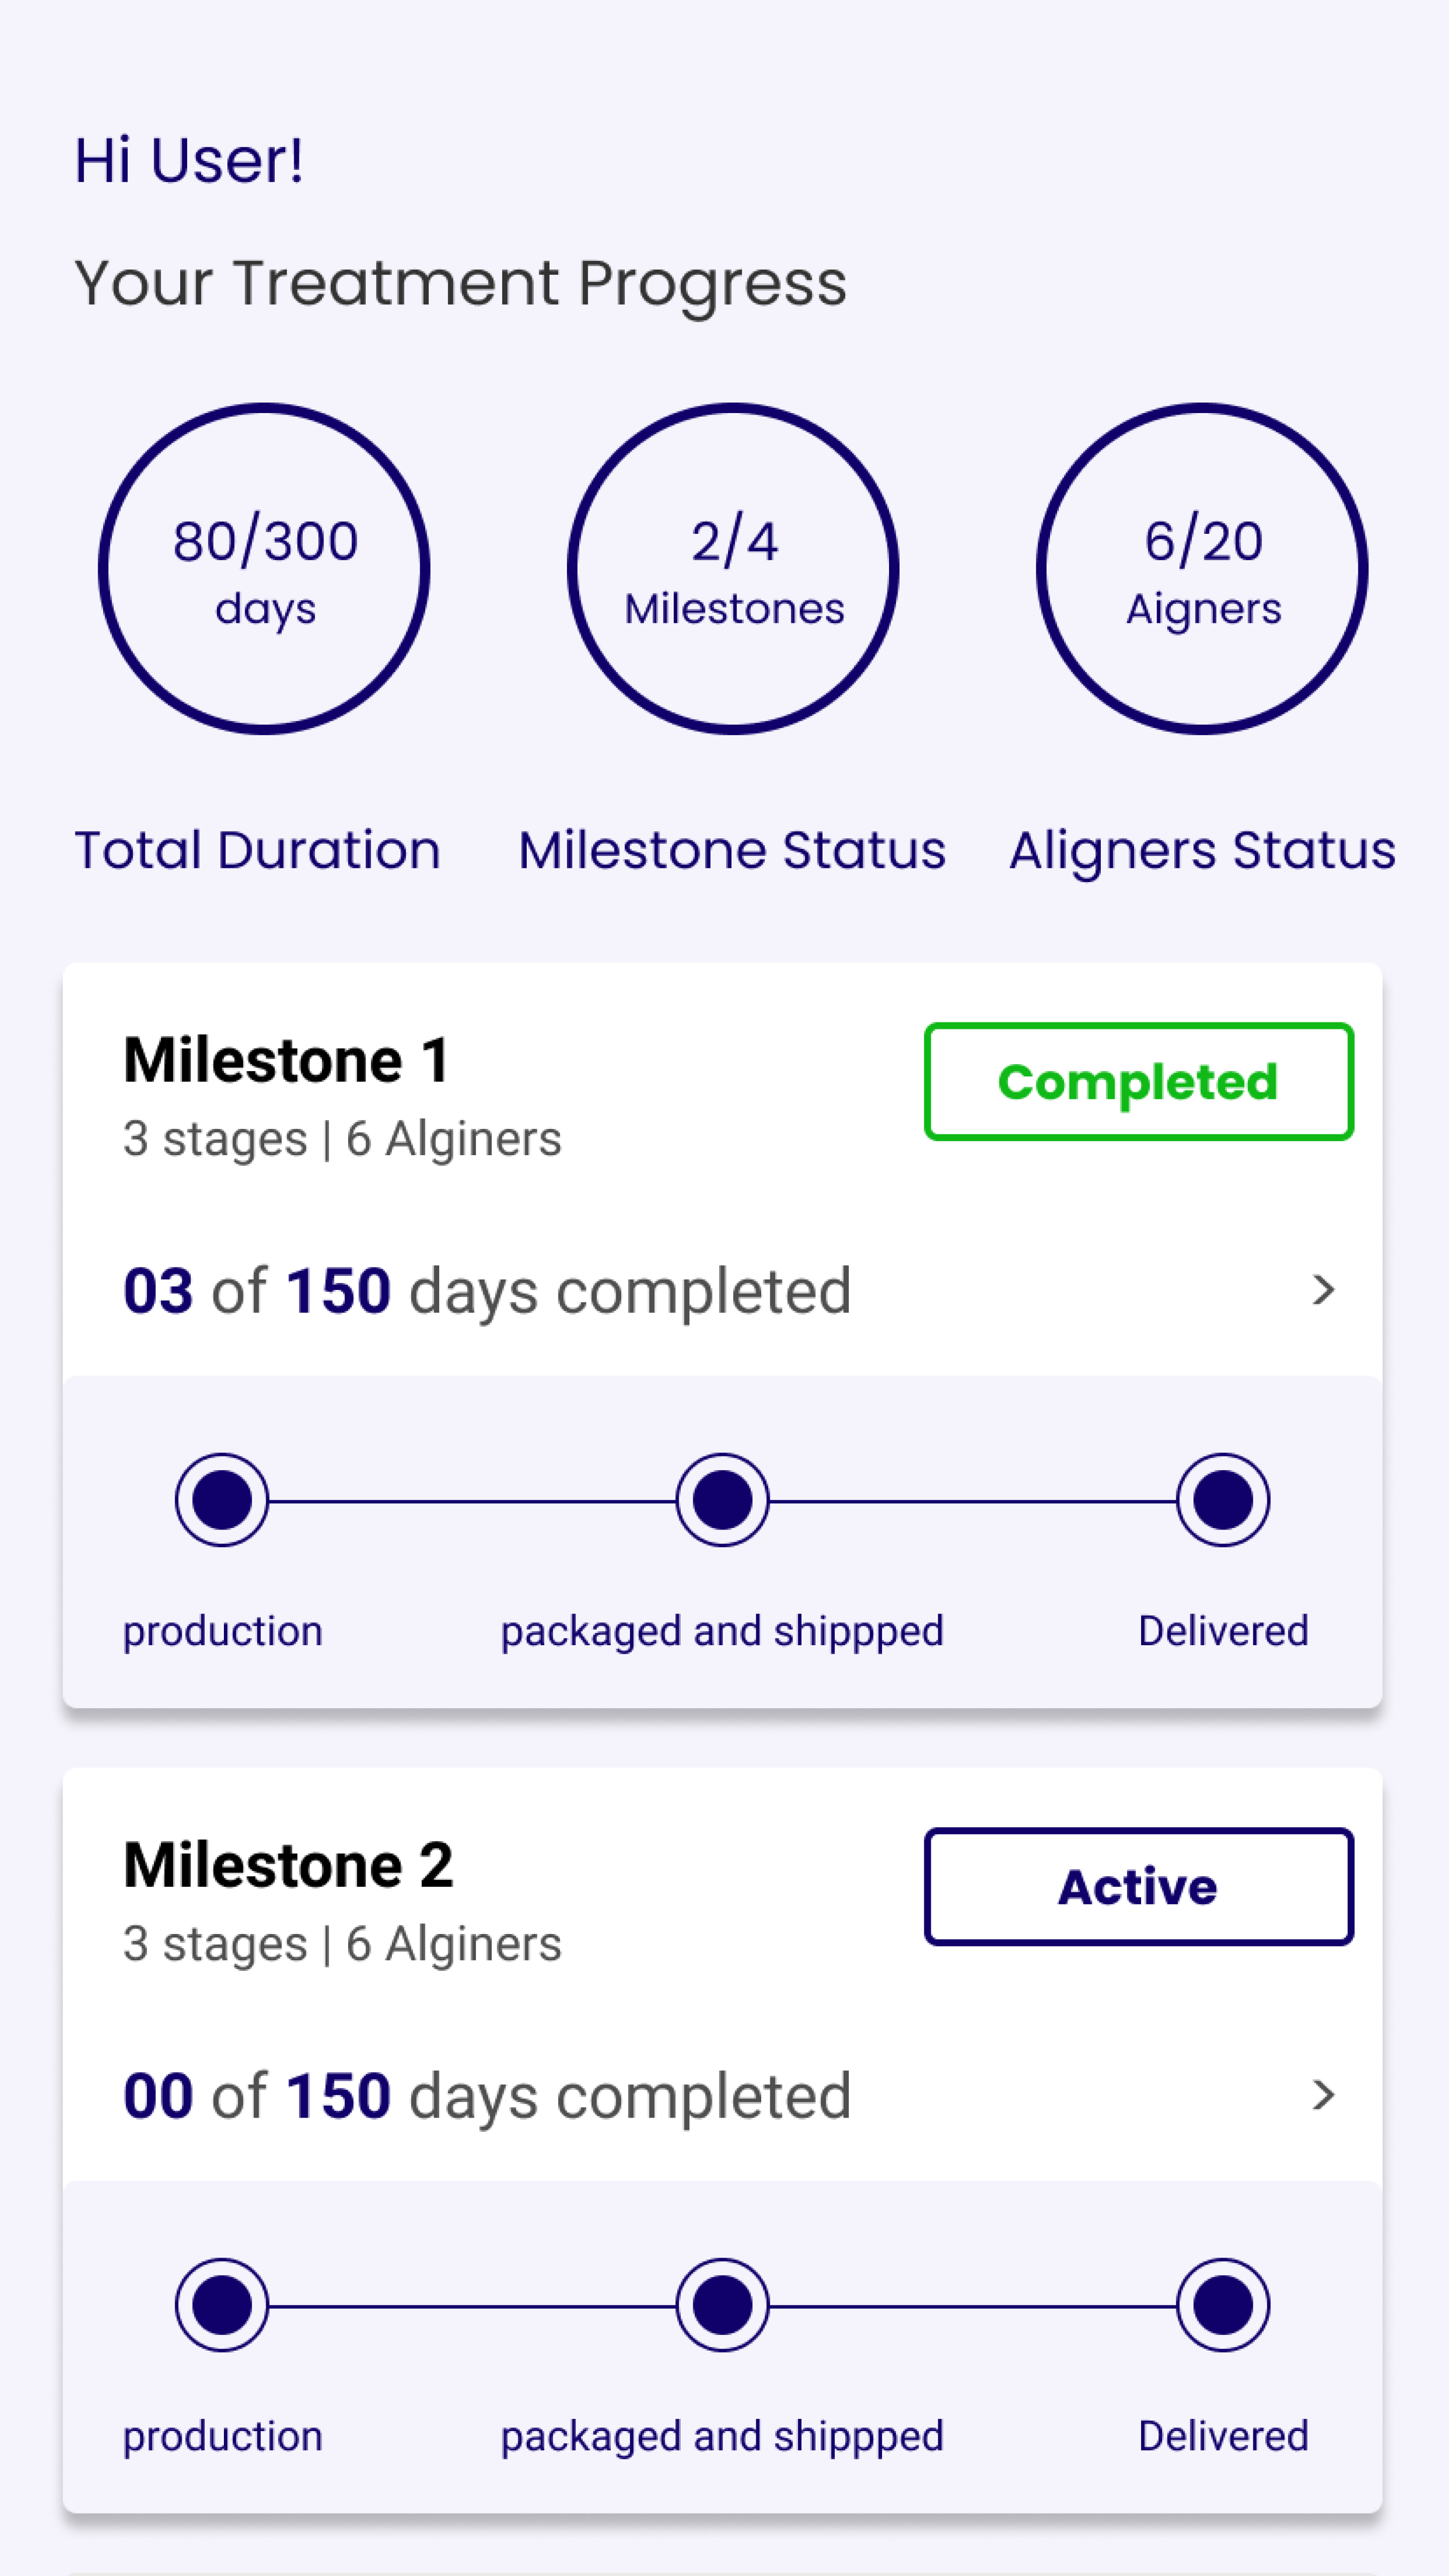 Hi User!
Your Treatment Progress
80/300
days
2/4
Milestones
6/20
Aigners
Total Duration
Milestone Status
Aligners Status
Milestone 1
Completed
3 stages | 6 Alginers
03 of 150 days completed
production
packaged and shippped
Delivered
Milestone 2
Active
3 stages | 6 Alginers
00 of 150 days completed
production
packaged and shippped
Delivered